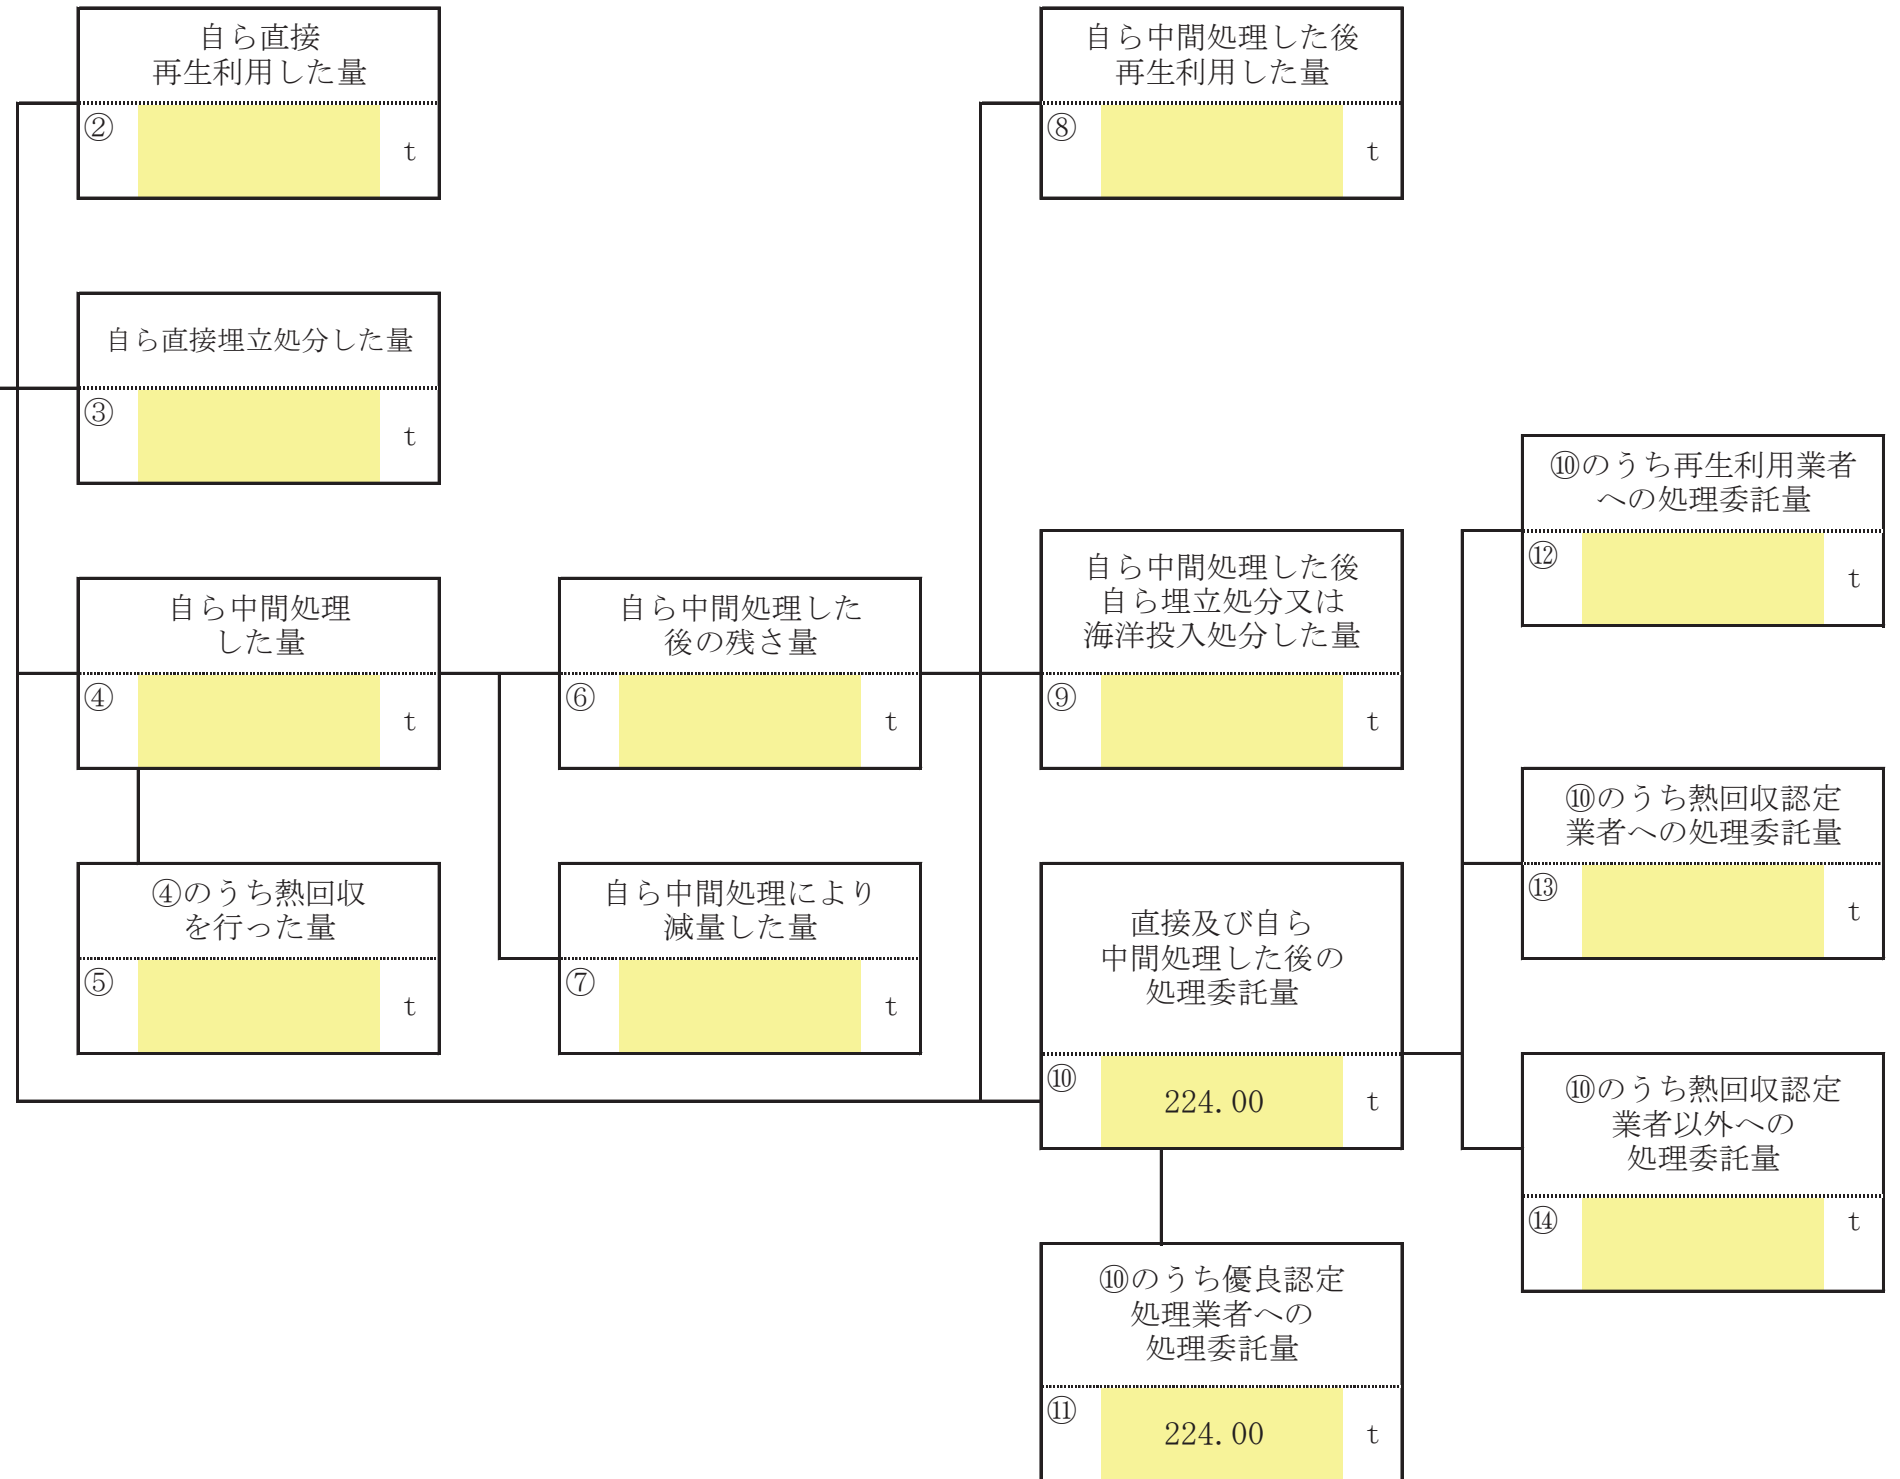 自ら直接
再生利用した量
②
t
自ら中間処理した後
再生利用した量
⑧
t
自ら直接埋立処分した量
③
t
⑩のうち再生利用業者
への処理委託量
⑫
t
自ら中間処理
した量
④
t
自ら中間処理した
後の残さ量
⑥
t
自ら中間処理した後
自ら埋立処分又は
海洋投入処分した量
⑨
t
⑩のうち熱回収認定
業者への処理委託量
⑬
t
④のうち熱回収
を行った量
⑤
t
自ら中間処理により
減量した量
⑦
t
直接及び自ら
中間処理した後の
処理委託量
⑩ 224.00 t
⑩のうち熱回収認定
業者以外への
処理委託量
⑭
t
⑩のうち優良認定
処理業者への
処理委託量
⑪ 224.00 t